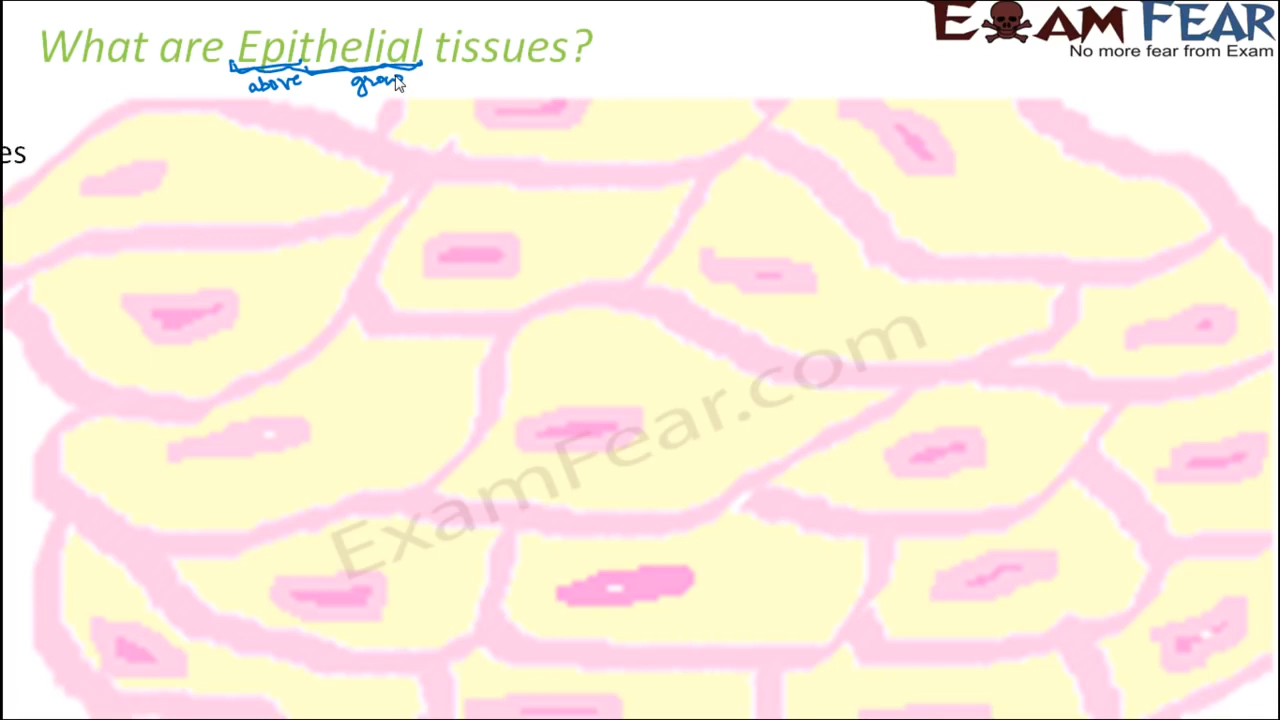 What are Epithelial tissues?
above grow
EXAM FEAR
No more fear from Exam
es
ExamFear.com